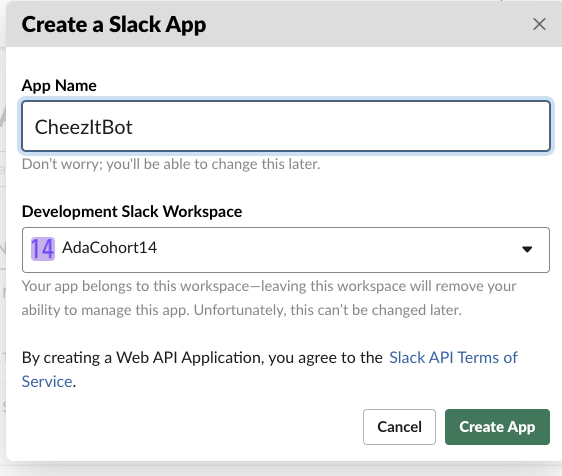 Create a Slack App
App Name
CheezItBot
Don't worry; you'll be able to change this later.
Development Slack Workspace
14 AdaCohort14
Your app belongs to this workspace—leaving this workspace will remove your
ability to manage this app. Unfortunately, this can't be changed later.
By creating a Web API Application, you agree to the Slack API Terms of
Service.
Cancel Create App